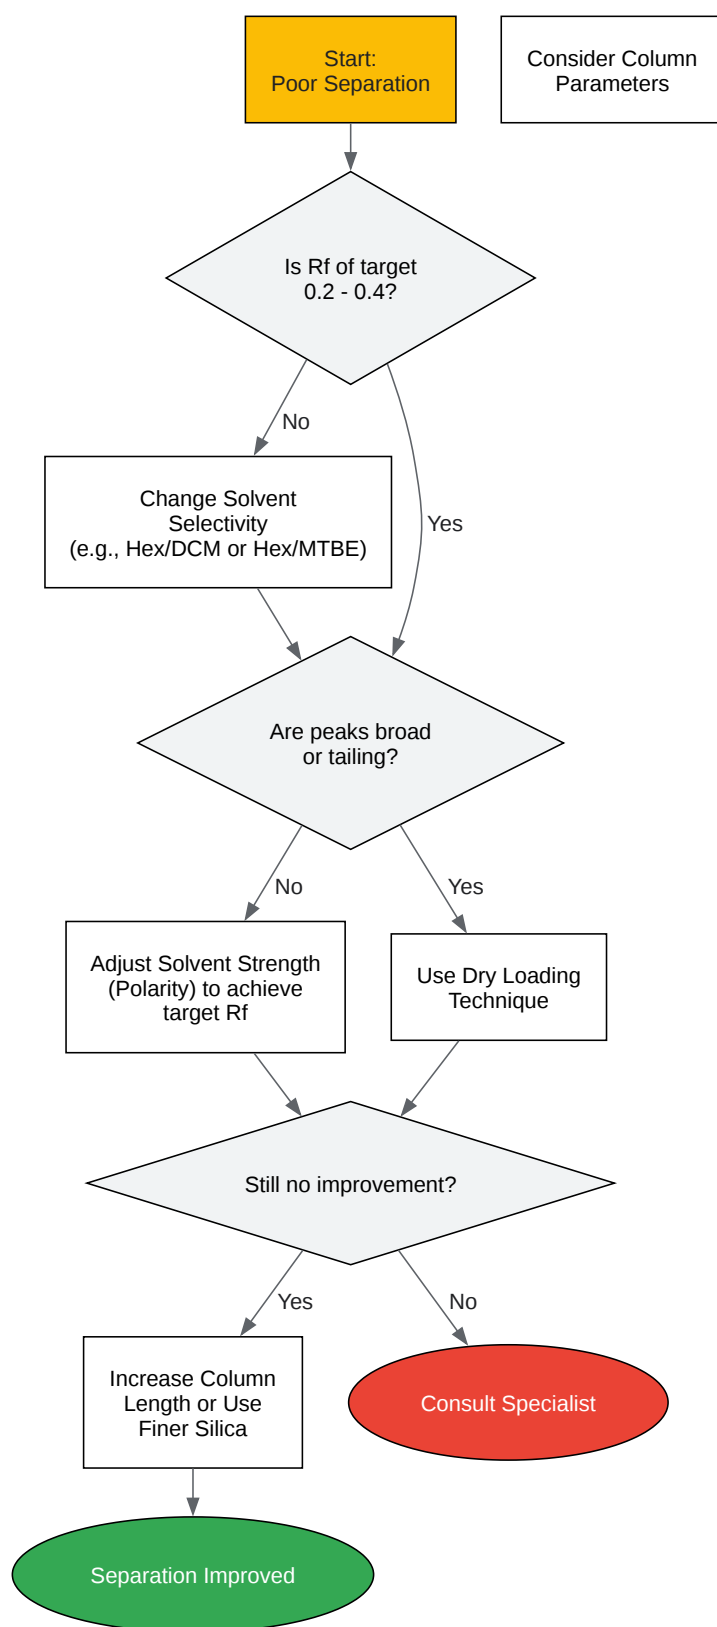 Start:
Poor Separation
Consider Column
Parameters
Is Rf of target
0.2 - 0.4?
No
Yes
Change Solvent
Selectivity
(e.g., Hex/DCM or Hex/MTBE)
Are peaks broad
or tailing?
No
Yes
Adjust Solvent Strength
(Polarity) to achieve
target Rf
Use Dry Loading
Technique
Still no improvement?
Yes
No
Increase Column
Length or Use
Finer Silica
Consult Specialist
Separation Improved